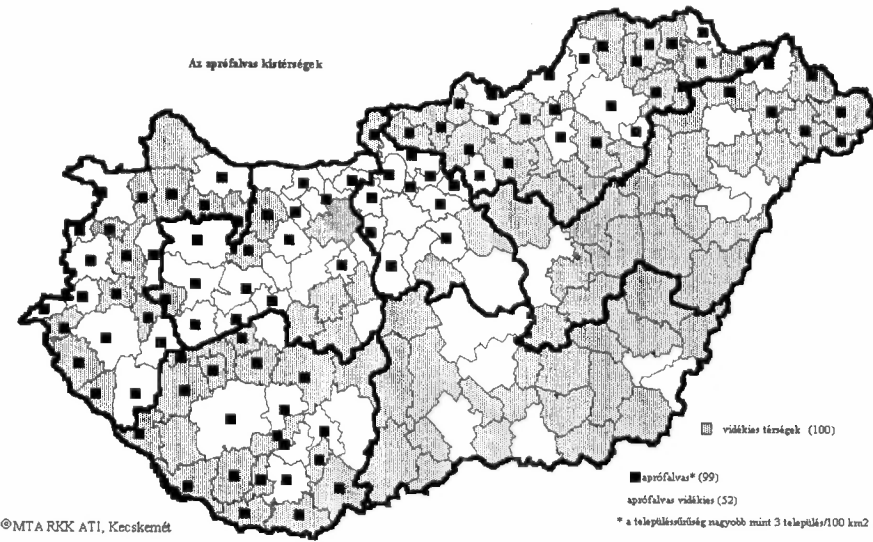 Az aprófalvas kistérségek
vidékies térségek (100)
aprófalvas* (99)
aprófalvas vidékies (52)
* a településsűrűség nagyobb mint 3 település/100 km2
©MTA RKK ATI, Kecskemét